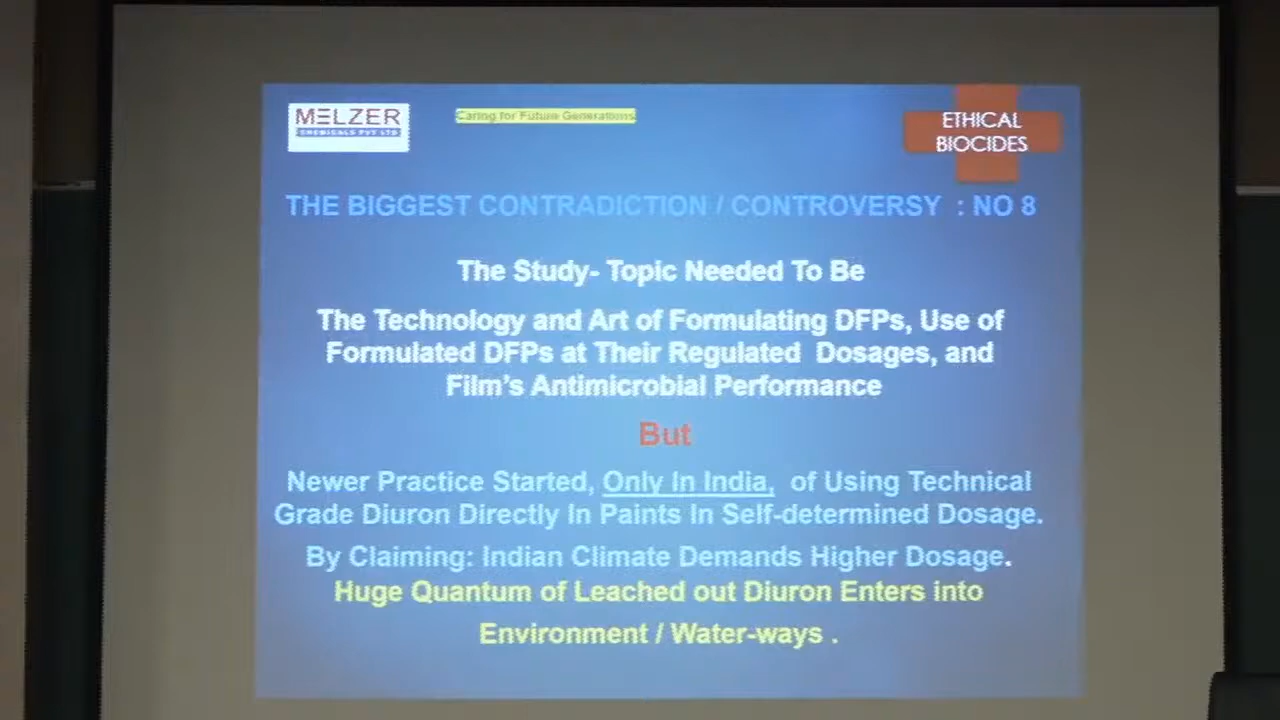 MELZER
CHEMICALS PVT LTD
Caring for Future Generations
ETHICAL
BIOCIDES
THE BIGGEST CONTRADICTION / CONTROVERSY : NO 8
The Study- Topic Needed To Be
The Technology and Art of Formulating DFPs, Use of
Formulated DFPs at Their Regulated Dosages, and
Film's Antimicrobial Performance
But
Newer Practice Started, Only In India, of Using Technical
Grade Diuron Directly In Paints In Self-determined Dosage.
By Claiming: Indian Climate Demands Higher Dosage.
Huge Quantum of Leached out Diuron Enters into
Environment / Water-ways .